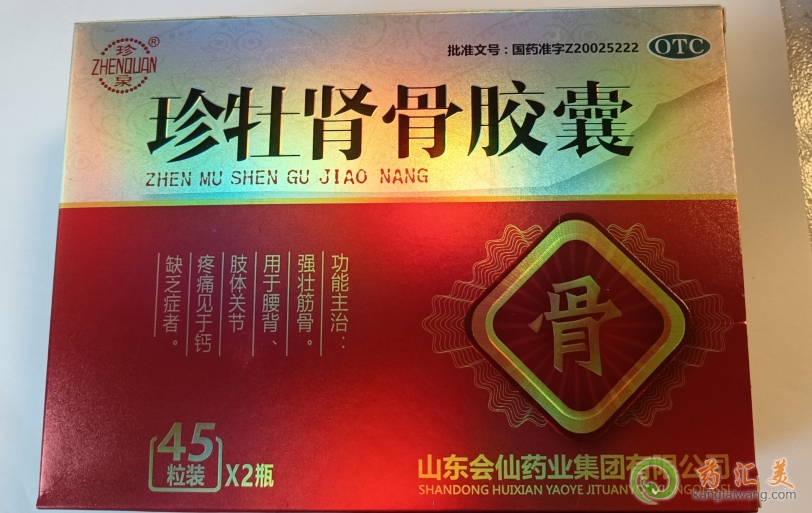 珍
®
ZHENQUAN
泉
批准文号：国药准字Z20025222
OTC
珍牡肾骨胶囊
ZHEN MU SHEN GU JIAO NANG
功能主治：
强壮筋骨。
用于腰背、
肢体关节
疼痛见于钙
缺乏症者。
骨
45
粒装
X2瓶
山东会仙药业集团有限公司
SHANDONG HUIXIAN YAOYE JITUAN
药汇美
kanglaiwang.com